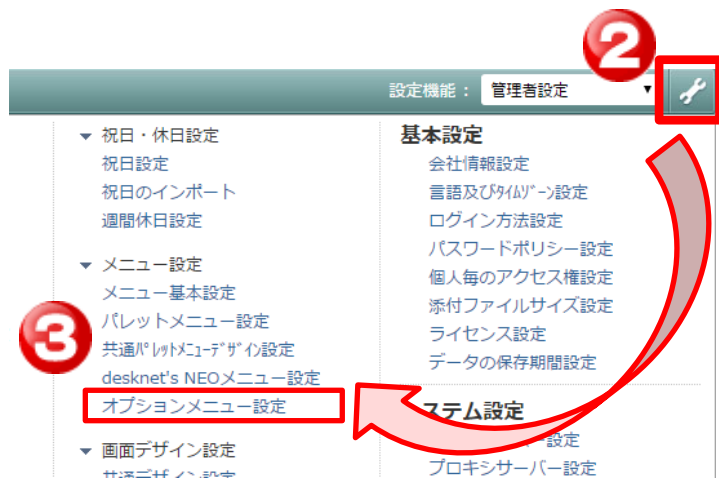 2
設定機能： 管理者設定
▼ 祝日・休日設定
祝日設定
祝日のインポート
週間休日設定
▼ メニュー設定
メニュー基本設定
3
パレットメニュー設定
共通ﾊﾟﾚｯﾄﾒﾆｭｰﾃﾞｻﾞｲﾝ設定
desknet's NEOメニュー設定
オプションメニュー設定
▼ 画面デザイン設定
共通デザイン設定
基本設定
会社情報設定
言語及びﾀｲﾑｿﾞｰﾝ設定
ログイン方法設定
パスワードポリシー設定
個人毎のアクセス権設定
添付ファイルサイズ設定
ライセンス設定
データの保存期間設定
ステム設定
設定
プロキシサーバー設定